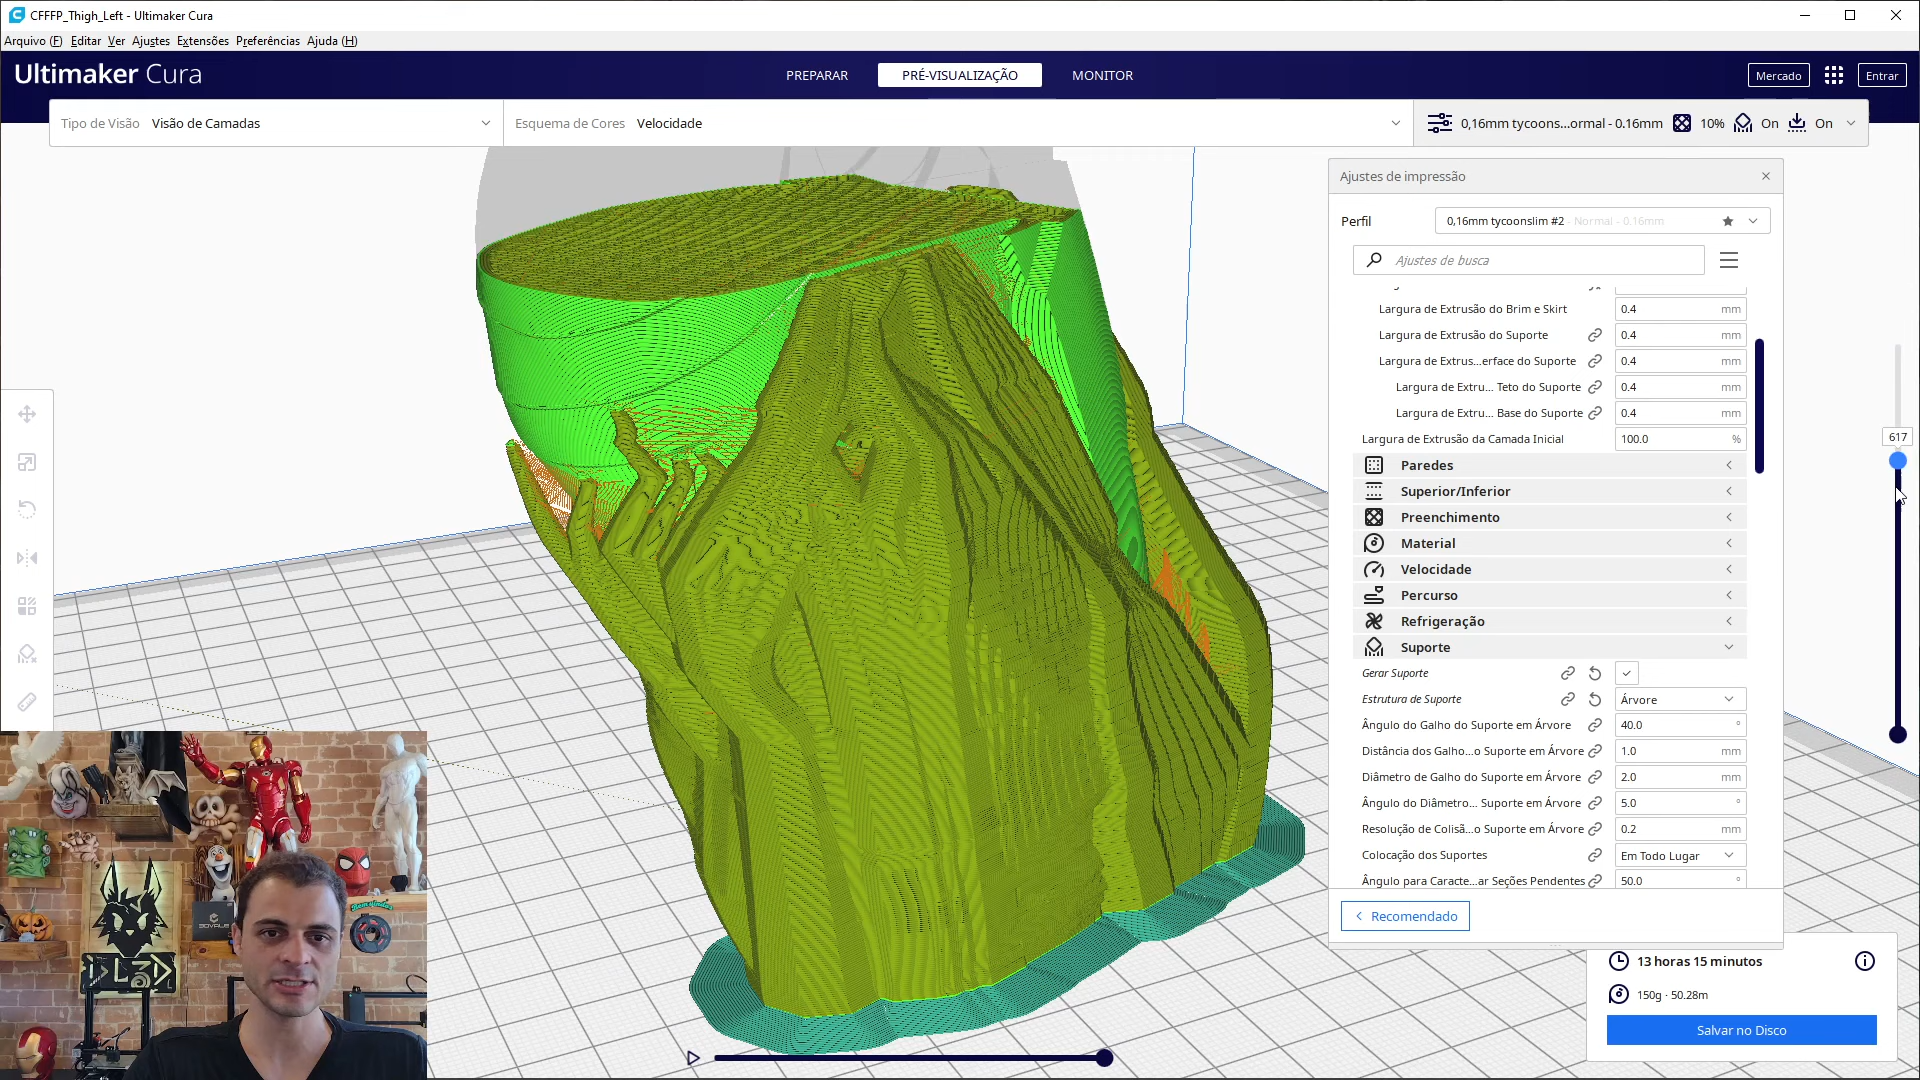 CFFFP_Thigh_Left - Ultimaker Cura
Arquivo (F) Editar Ver Ajustes Extensões Preferências Ajuda (H)
Ultimaker Cura
PREPARAR
PRÉ-VISUALIZAÇÃO
MONITOR
Mercado
Entrar
Tipo de Visão Visão de Camadas
Esquema de Cores Velocidade
0,16mm tycoons...ormal - 0.16mm 10% On On
Ajustes de impressão
Perfil 0,16mm tycoonslim #2 - Normal - 0.16mm
Ajustes de busca
Largura de Extrusão do Brim e Skirt 0.4 mm
Largura de Extrusão do Suporte 0.4 mm
Largura de Extrus...erface do Suporte 0.4 mm
Largura de Extru... Teto do Suporte 0.4 mm
Largura de Extru... Base do Suporte 0.4 mm
Largura de Extrusão da Camada Inicial 100.0 %
617
Paredes
Superior/Inferior
Preenchimento
Material
Velocidade
Percurso
Refrigeração
Suporte
Gerar Suporte
Estrutura de Suporte Árvore
Ângulo do Galho do Suporte em Árvore 40.0 °
Distância dos Galho...o Suporte em Árvore 1.0 mm
Diâmetro de Galho do Suporte em Árvore 2.0 mm
Ângulo do Diâmetro... Suporte em Árvore 5.0 °
Resolução de Colisã...o Suporte em Árvore 0.2 mm
Colocação dos Suportes Em Todo Lugar
Ângulo para Caracte...ar Seções Pendentes 50.0 °
Recomendado
13 horas 15 minutos
150g · 50.28m
Salvar no Disco
DL3D